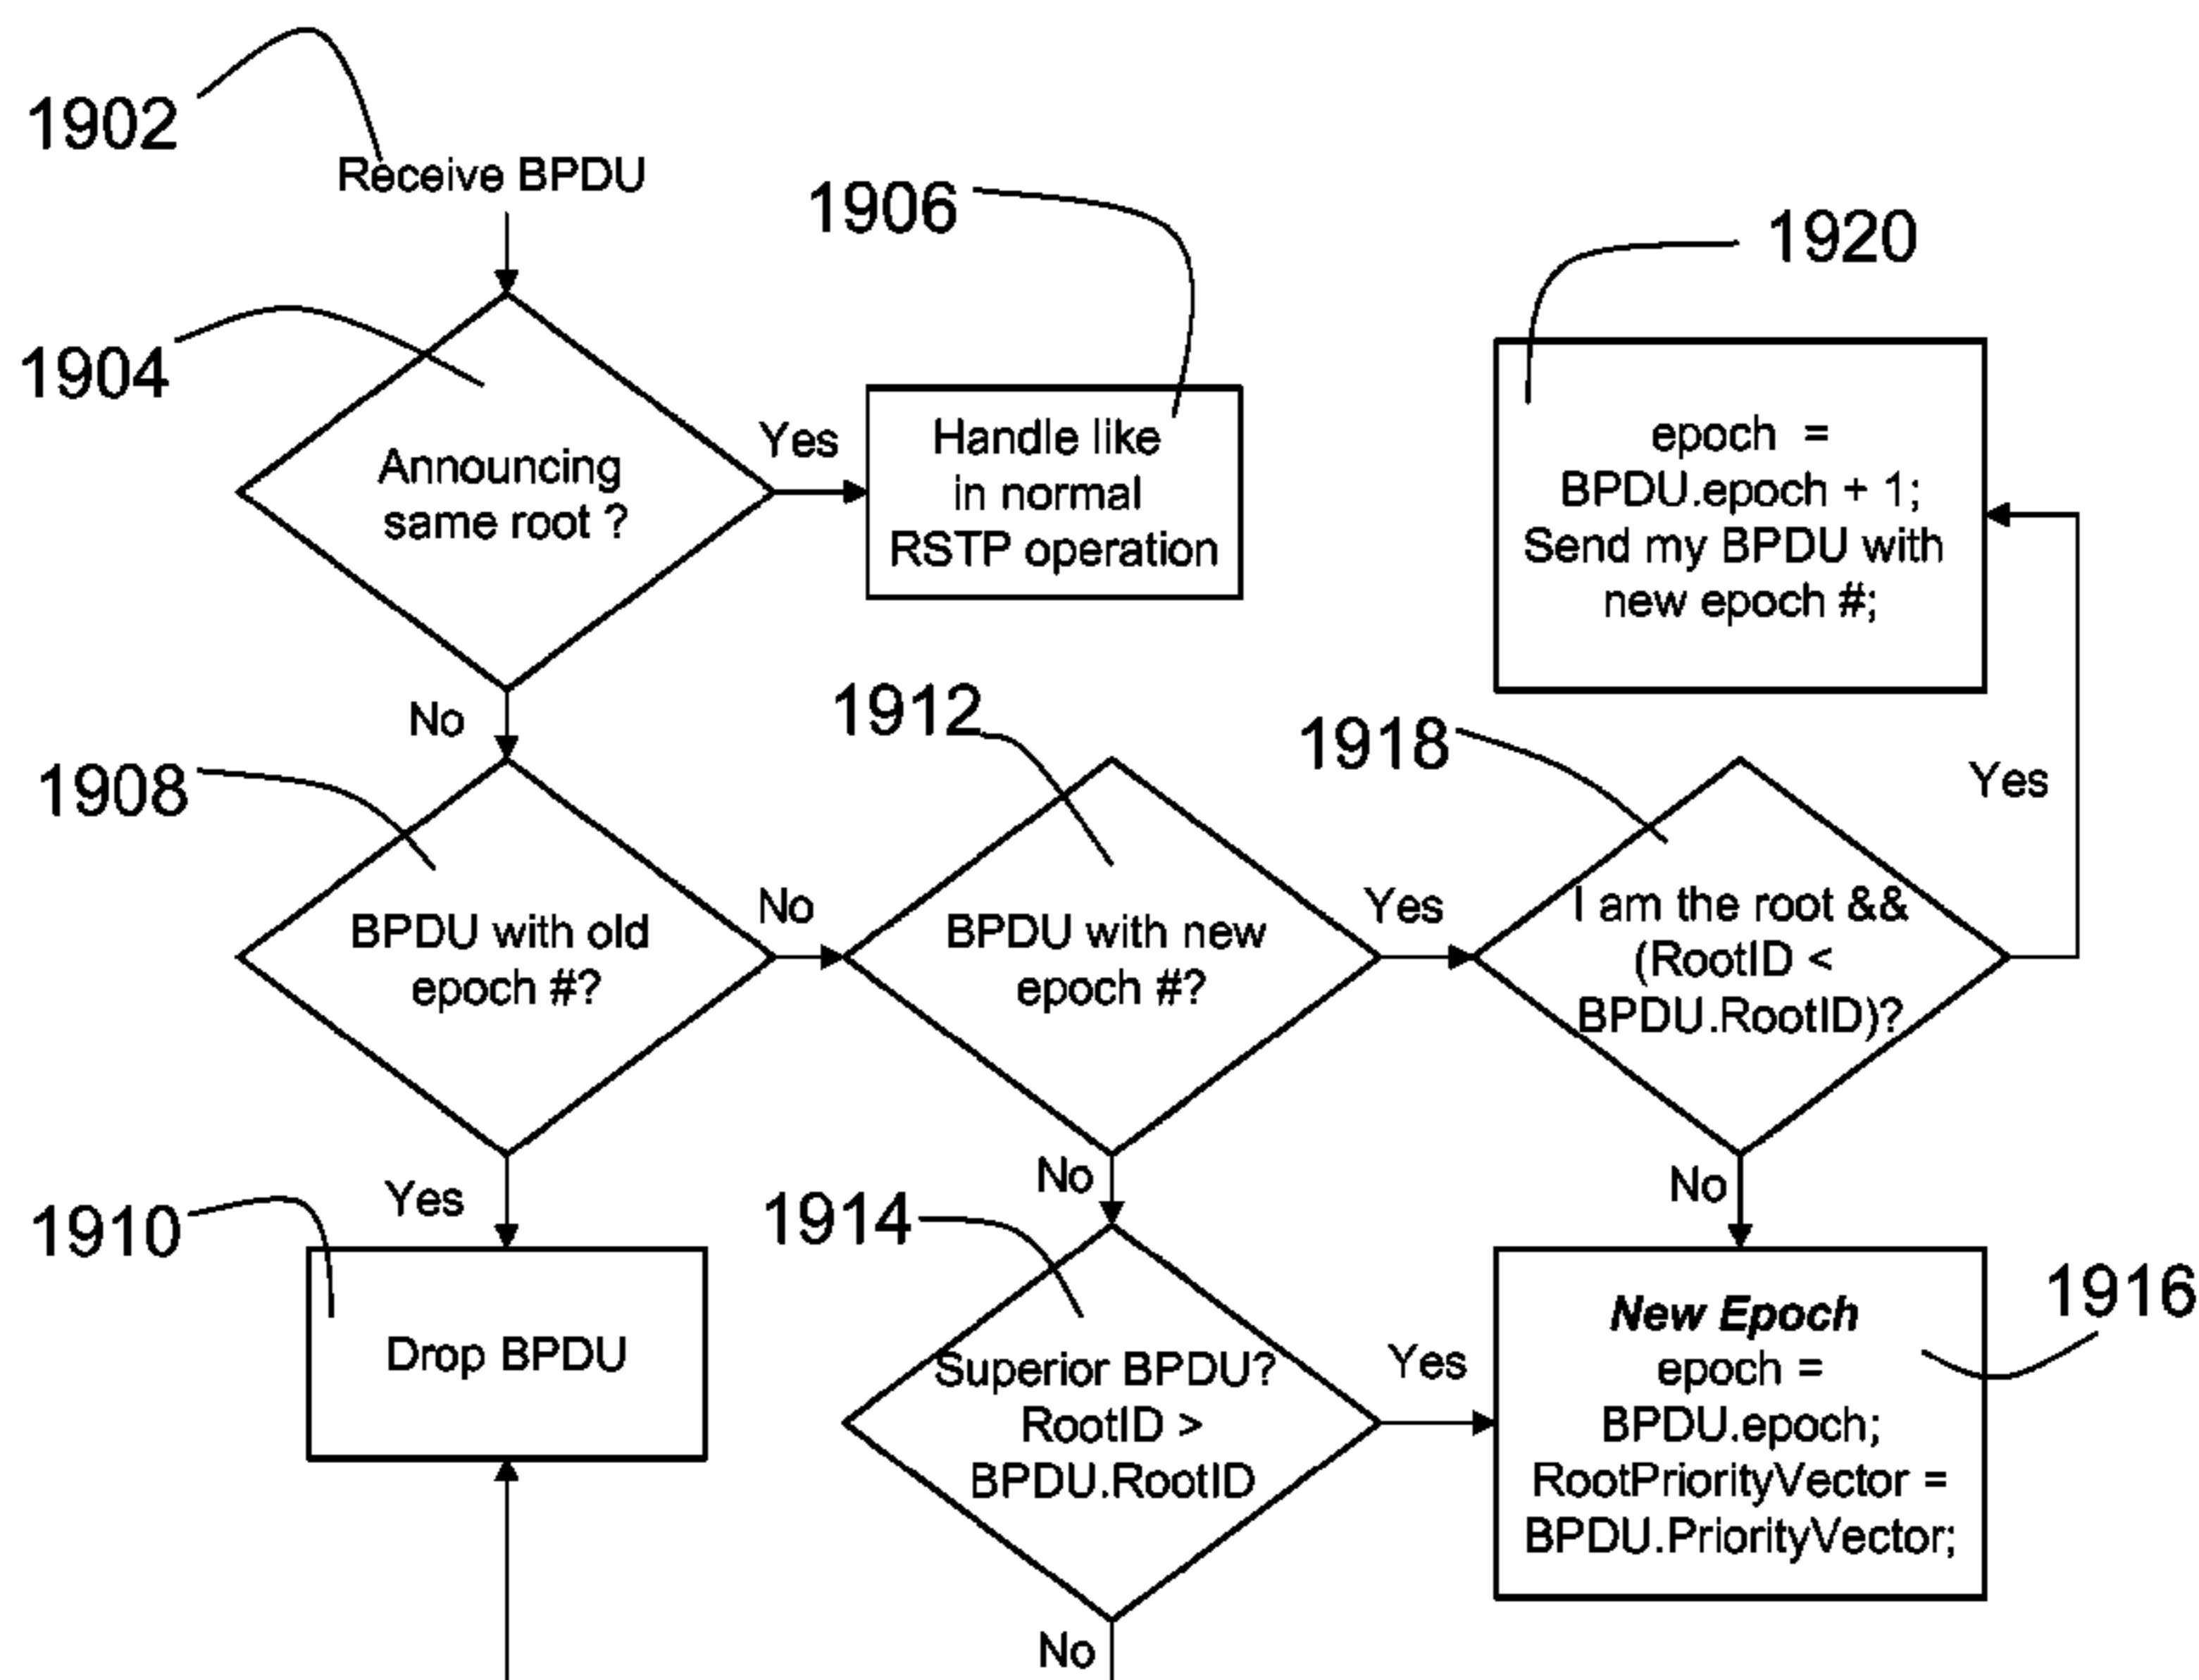 1902
Receive BPDU
1906
1920
1904
Announcing
same root ?
Yes
Handle like
in normal
RSTP operation
epoch =
BPDU.epoch + 1;
Send my BPDU with
new epoch #;
No
1912
1918
1908
Yes
BPDU with old
epoch #?
No
BPDU with new
epoch #?
Yes
I am the root &&
(RootID <
BPDU.RootID)?
Yes
No
No
1910
Drop BPDU
1914
Superior BPDU?
RootID >
BPDU.RootID
Yes
New Epoch
epoch =
BPDU.epoch;
RootPriorityVector =
BPDU.PriorityVector;
1916
No